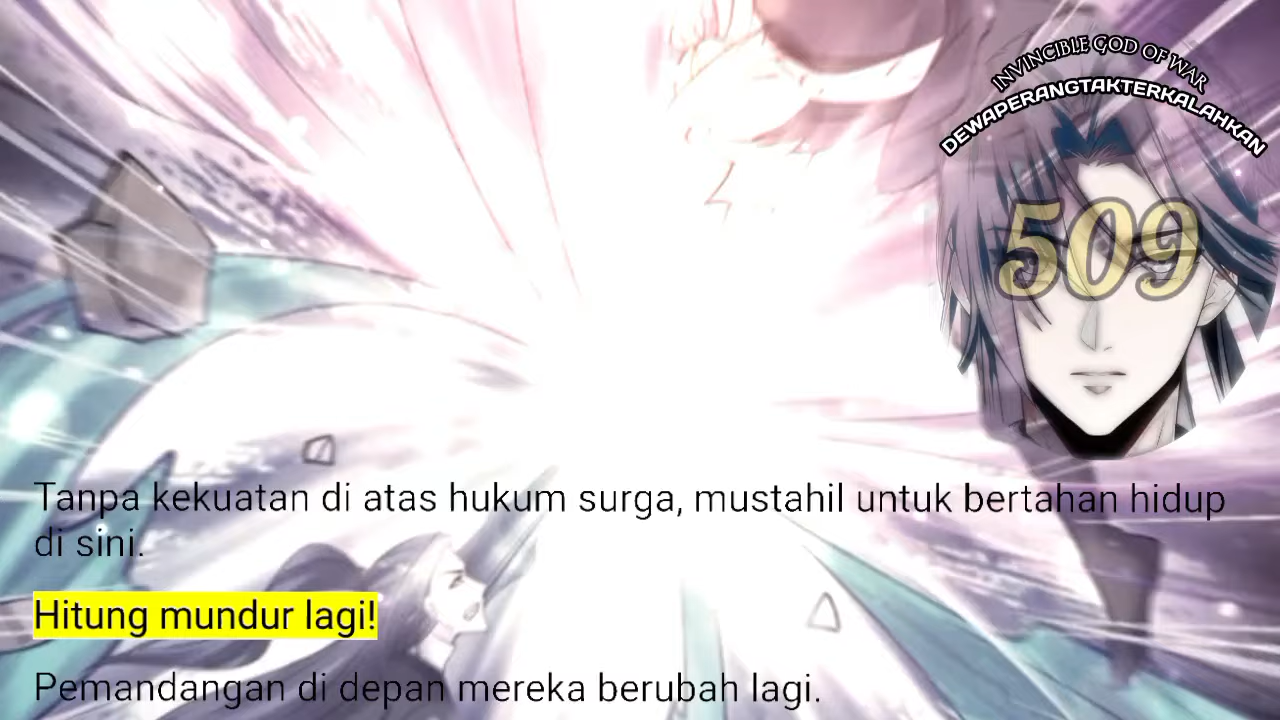 INVINCIBLE GOD OF WAR
DEWAPERANGTAKTERKALAHKAN
509
Tanpa kekuatan di atas hukum surga, mustahil untuk bertahan hidup
di sini.
Hitung mundur lagi!
Pemandangan di depan mereka berubah lagi.